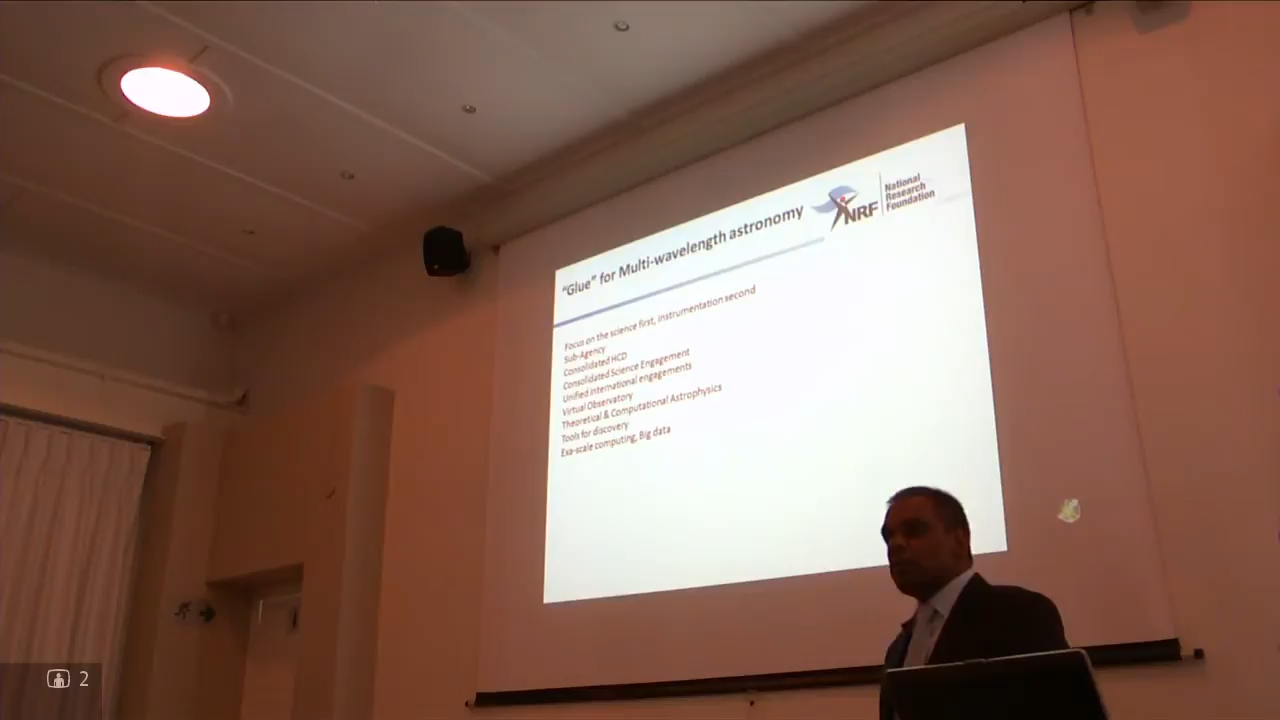 "Glue" for Multi-wavelength astronomy
NRF
National
Research
Foundation
Focus on the science first, instrumentation second
Sub-Agency
Consolidated HCD
Consolidated Science Engagement
Unified international engagements
Virtual Observatory
Theoretical & Computational Astrophysics
Tools for discovery
Exa-scale computing, Big data
2